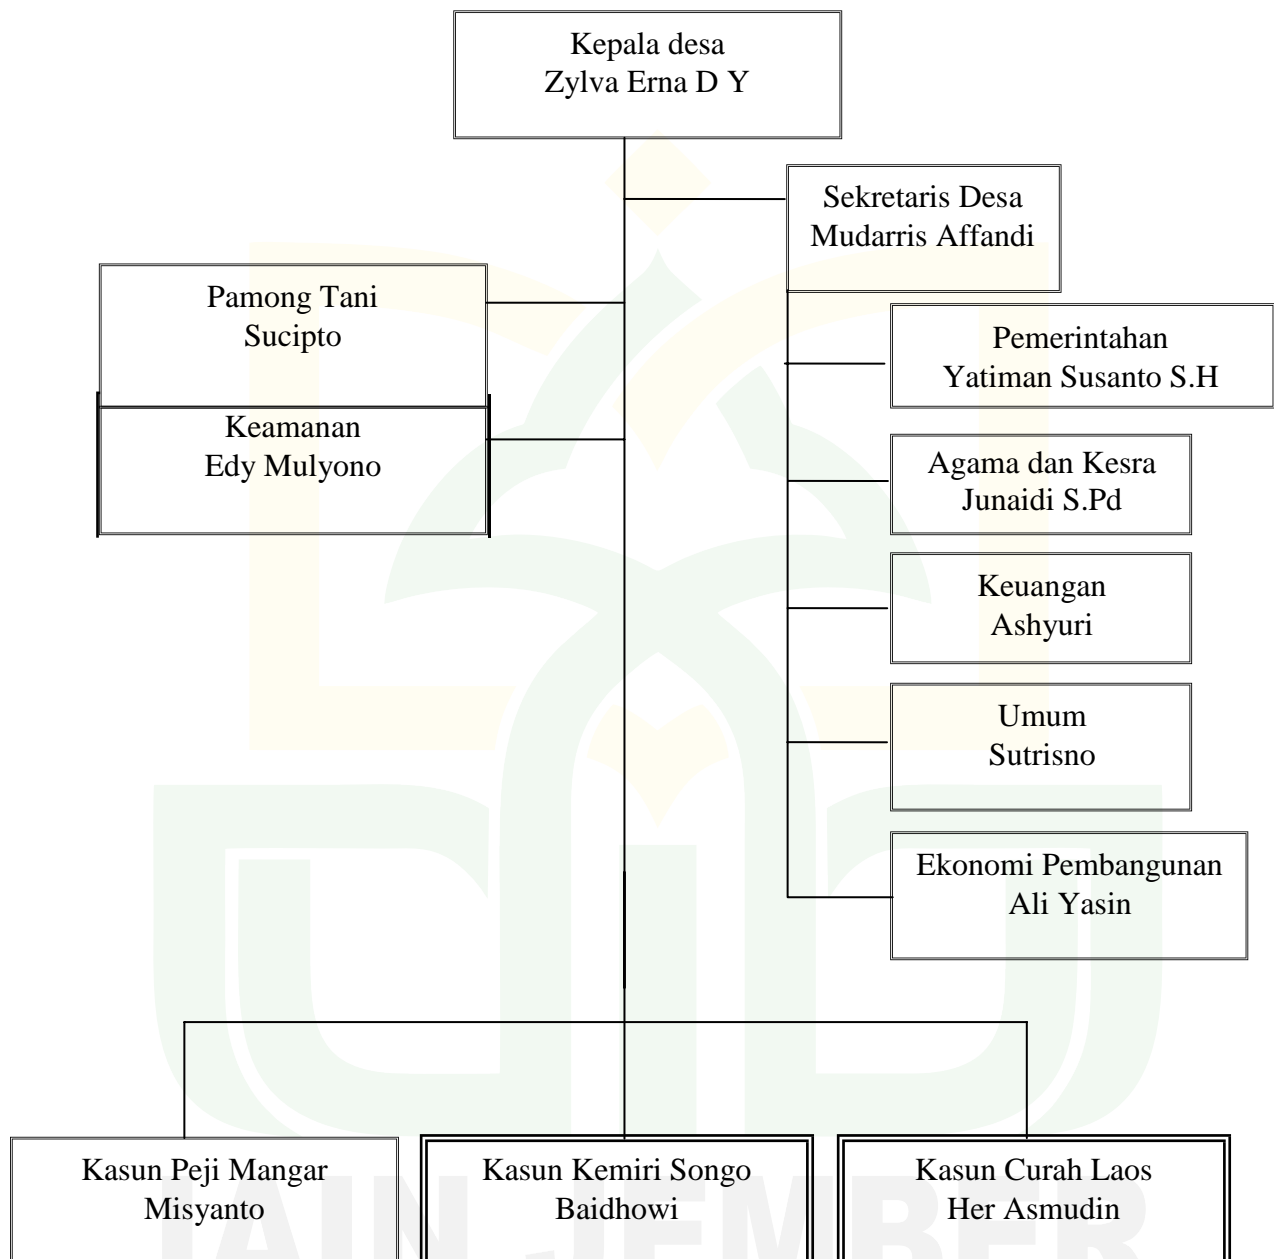 Kepala desa
Zylva Erna D Y
Sekretaris Desa
Mudarris Affandi
Pamong Tani
Sucipto
Pemerintahan
Yatiman Susanto S.H
Keamanan
Edy Mulyono
Agama dan Kesra
Junaidi S.Pd
Keuangan
Ashyuri
Umum
Sutrisno
Ekonomi Pembangunan
Ali Yasin
Kasun Peji Mangar
Misyanto
Kasun Kemiri Songo
Baidhowi
Kasun Curah Laos
Her Asmudin
IAIN JEMBER